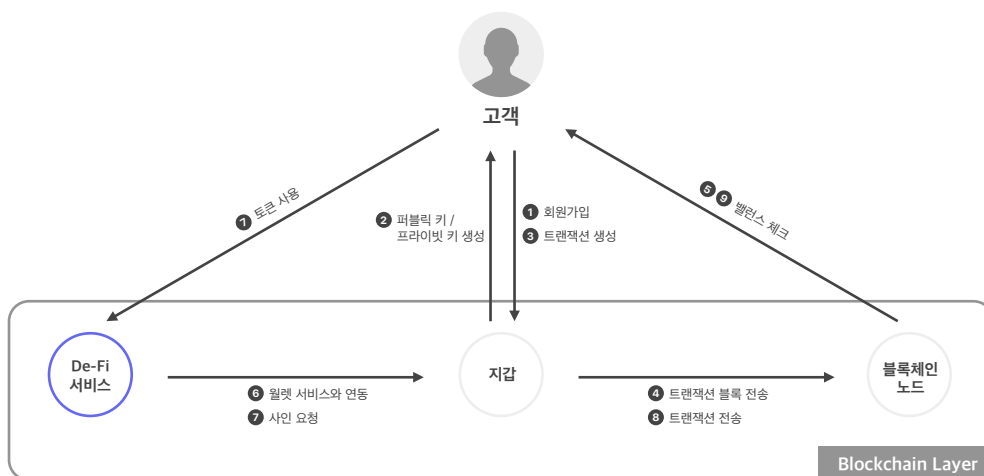 고객
❼ 토큰 사용
❷ 퍼블릭 키 /
프라이빗 키 생성
❶ 회원가입
❸ 트랜잭션 생성
❺ ❾ 밸런스 체크
De-Fi
서비스
❻ 월렛 서비스와 연동
❼ 사인 요청
지갑
❹ 트랜잭션 블록 전송
❽ 트랜잭션 전송
블록체인
노드
Blockchain Layer